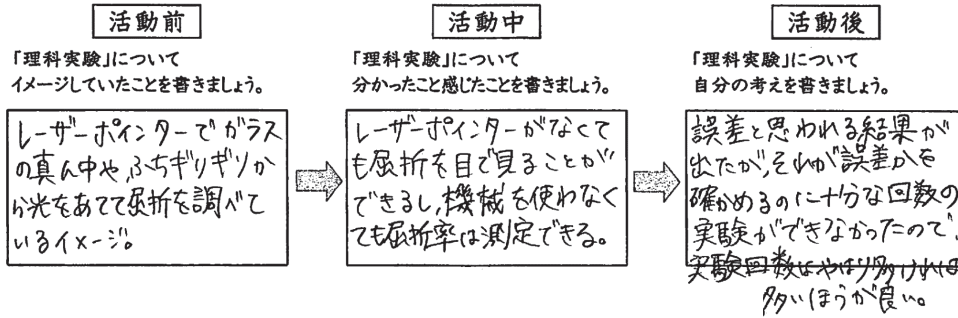 活動前
「理科実験」について
イメージしていたことを書きましょう。
レーザーポインターでガラス
の真ん中や、ふちギリギリか
ら光をあてて屈折を調べて
いるイメージ。
活動中
「理科実験」について
分かったこと感じたことを書きましょう。
レーザーポインターがなくて
も屈折を目で見ることが
できるし、機械を使わなく
ても屈折率は測定できる。
活動後
「理科実験」について
自分の考えを書きましょう。
誤差と思われる結果が
出たが、それが誤差かを
確かめるのに十分な回数の
実験ができなかったので、
実験回数はやはり多ければ
多いほうが良い。